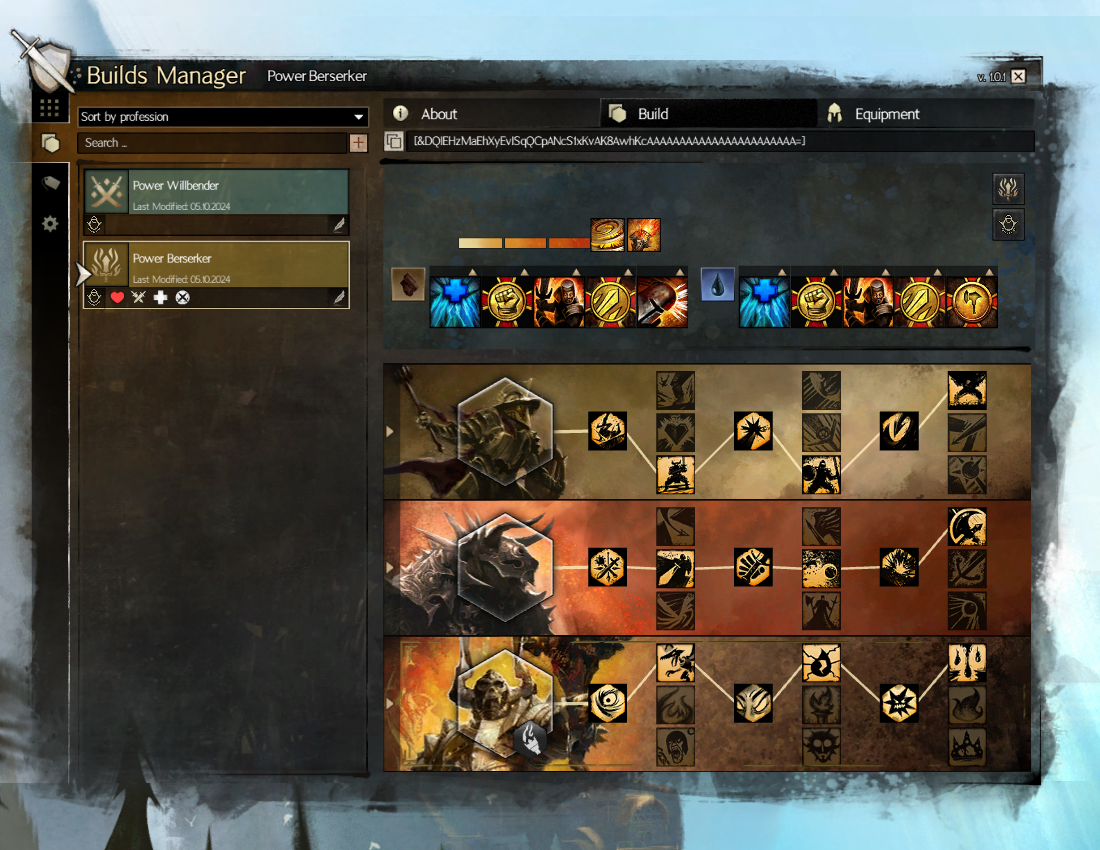 Builds Manager
Power Berserker
v. 1.0.1
Sort by profession
Search ...
About
Build
Equipment
Power Willbender
Last Modified: 05.10.2024
Power Berserker
Last Modified: 05.10.2024